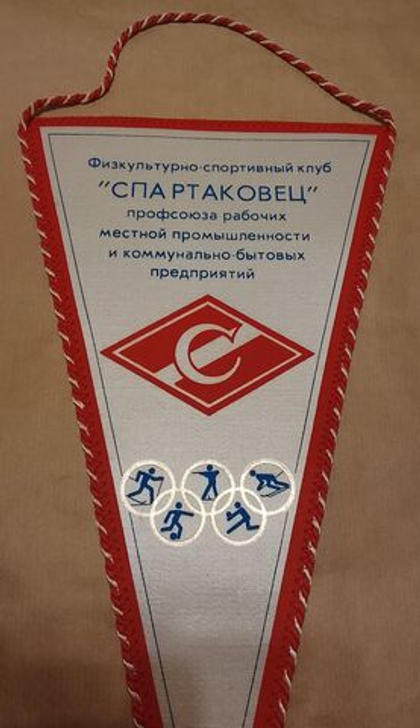 Физкультурно-спортивный клуб
"СПАРТАКОВЕЦ"
профсоюза рабочих
местной промышленности
и коммунально-бытовых
предприятий
С